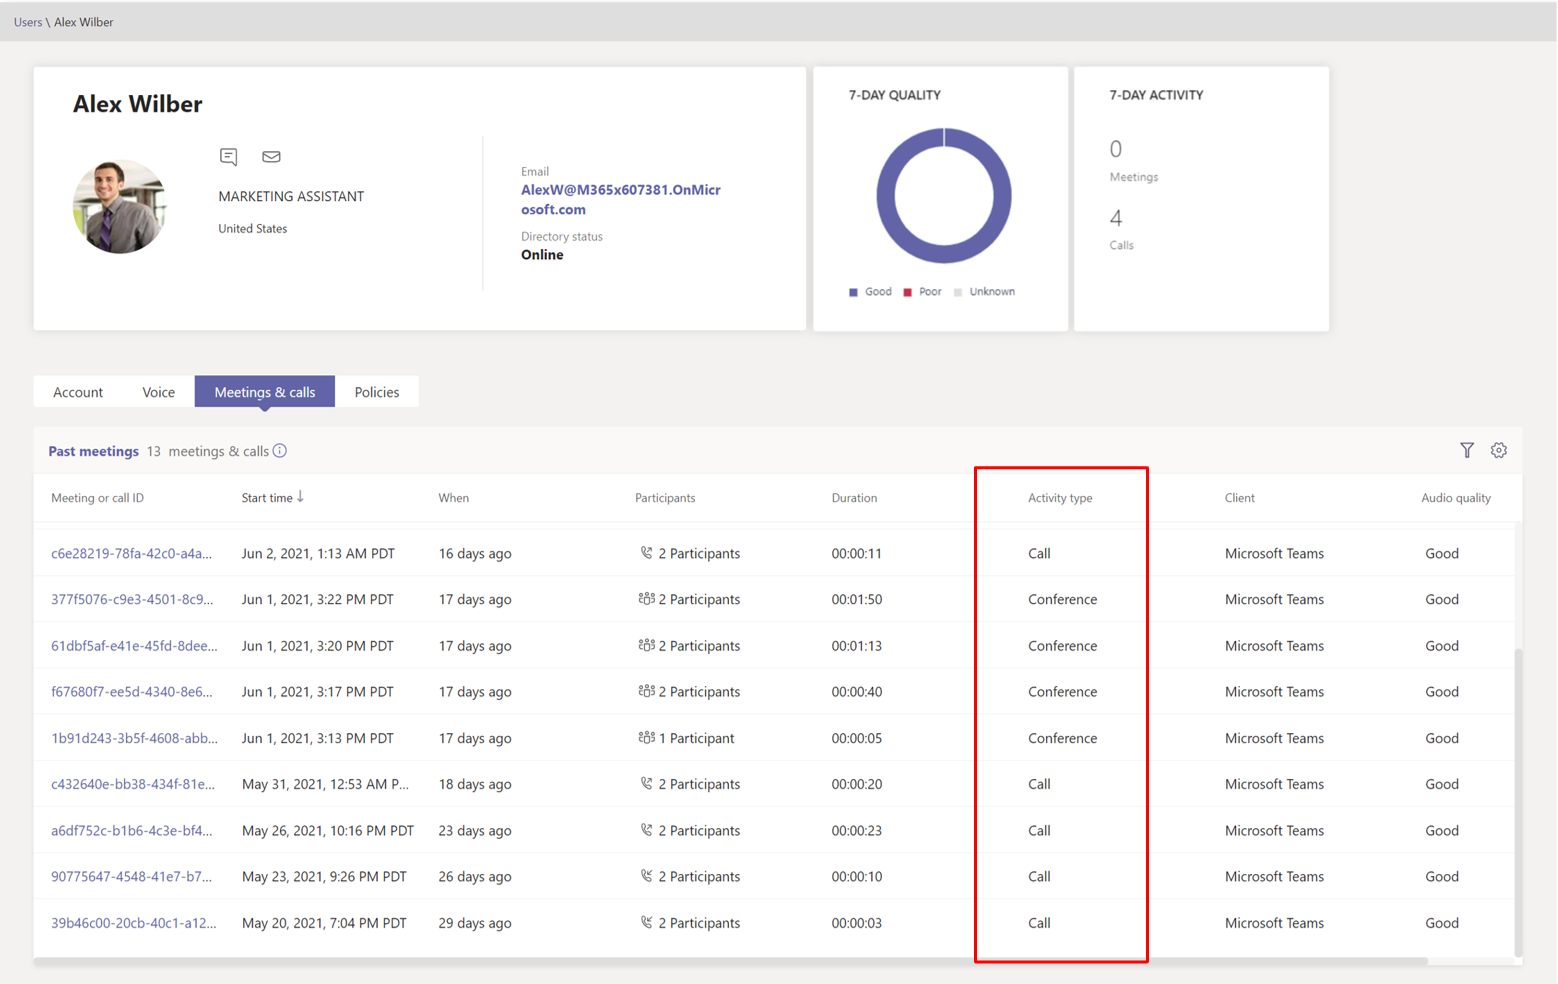 Users \ Alex Wilber
Alex Wilber
MARKETING ASSISTANT
United States
Email
AlexW@M365x607381.OnMicr
osoft.com
Directory status
Online
7-DAY QUALITY
Good Poor Unknown
7-DAY ACTIVITY
0
Meetings
4
Calls
Account Voice Meetings & calls Policies
Past meetings 13 meetings & calls
Meeting or call ID Start time When Participants Duration Activity type Client Audio quality
c6e28219-78fa-42c0-a4a... Jun 2, 2021, 1:13 AM PDT 16 days ago 2 Participants 00:00:11 Call Microsoft Teams Good
377f5076-c9e3-4501-8c9... Jun 1, 2021, 3:22 PM PDT 17 days ago 2 Participants 00:01:50 Conference Microsoft Teams Good
61dbf5af-e41e-45fd-8dee... Jun 1, 2021, 3:20 PM PDT 17 days ago 2 Participants 00:01:13 Conference Microsoft Teams Good
f67680f7-ee5d-4340-8e6... Jun 1, 2021, 3:17 PM PDT 17 days ago 2 Participants 00:00:40 Conference Microsoft Teams Good
1b91d243-3b5f-4608-abb... Jun 1, 2021, 3:13 PM PDT 17 days ago 1 Participant 00:00:05 Conference Microsoft Teams Good
c432640e-bb38-434f-81e... May 31, 2021, 12:53 AM P... 18 days ago 2 Participants 00:00:20 Call Microsoft Teams Good
a6df752c-b1b6-4c3e-bf4... May 26, 2021, 10:16 PM PDT 23 days ago 2 Participants 00:00:23 Call Microsoft Teams Good
90775647-4548-41e7-b7... May 23, 2021, 9:26 PM PDT 26 days ago 2 Participants 00:00:10 Call Microsoft Teams Good
39b46c00-20cb-40c1-a12... May 20, 2021, 7:04 PM PDT 29 days ago 2 Participants 00:00:03 Call Microsoft Teams Good